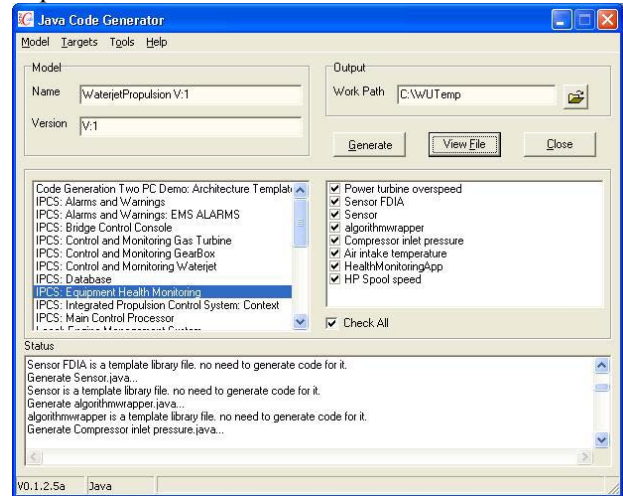 Java Code Generator
Model Targets Tools Help
Model
Name WaterjetPropulsion V:1
Version V:1
Output
Work Path C:\WUTemp
Generate View File Close
Code Generation Two PC Demo: Architecture Templat
IPCS: Alarms and Warnings
IPCS: Alarms and Warnings: EMS ALARMS
IPCS: Bridge Control Console
IPCS: Control and Monitoring Gas Turbine
IPCS: Control and Monitoring GearBox
IPCS: Control and Mornitoring Waterjet
IPCS: Database
IPCS: Equipment Health Monitoring
IPCS: Integrated Propulsion Control System: Context
IPCS: Main Control Processor
Power turbine overspeed
Sensor FDIA
Sensor
algorithmwrapper
Compressor inlet pressure
Air intake temperature
HealthMonitoringApp
HP Spool speed
Check All
Status
Sensor FDIA is a template library file. no need to generate code for it.
Generate Sensor.java...
Sensor is a template library file. no need to generate code for it.
Generate algorithmwrapper.java...
algorithmwrapper is a template library file. no need to generate code for it.
Generate Compressor inlet pressure.java...
V0.1.2.5a Java